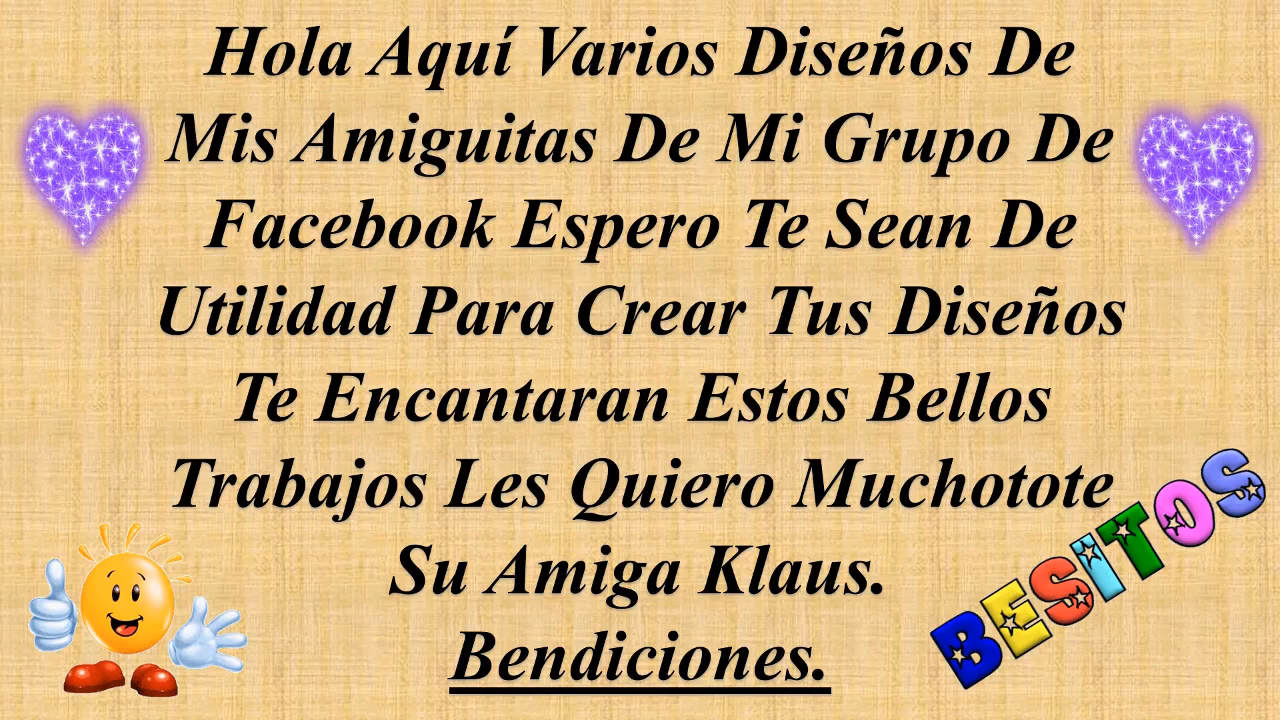 Hola Aquí Varios Diseños De
Mis Amiguitas De Mi Grupo De
Facebook Espero Te Sean De
Utilidad Para Crear Tus Diseños
Te Encantaran Estos Bellos
Trabajos Les Quiero Muchotote
Su Amiga Klaus.
Bendiciones.
BESITOS